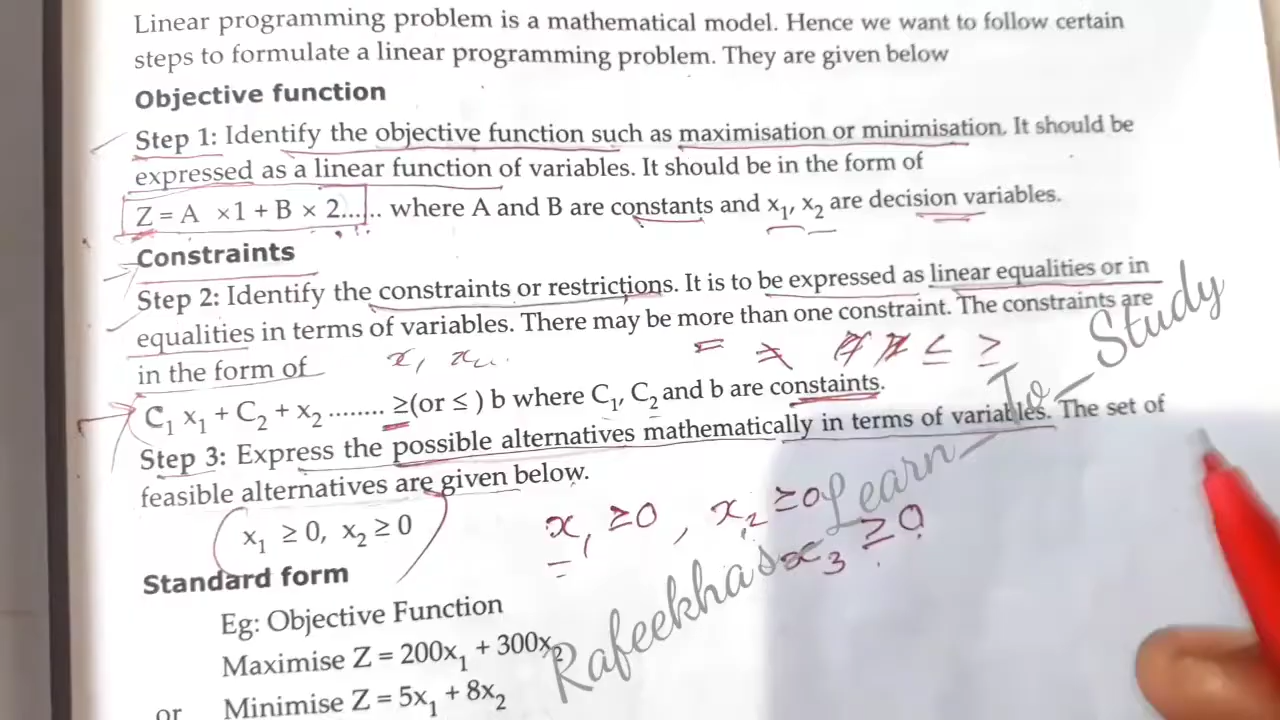 Linear programming problem is a mathematical model. Hence we want to follow certain
steps to formulate a linear programming problem. They are given below
Objective function
Step 1: Identify the objective function such as maximisation or minimisation. It should be
expressed as a linear function of variables. It should be in the form of
Z = A ×1 + B × 2...... where A and B are constants and x₁, x₂ are decision variables.
Constraints
Step 2: Identify the constraints or restrictions. It is to be expressed as linear equalities or in
equalities in terms of variables. There may be more than one constraint. The constraints are
in the form of
= ≠ ≤ ≥
C₁ x₁ + C₂ + x₂ ........ ≥(or ≤ ) b where C₁, C₂ and b are constaints.
Step 3: Express the possible alternatives mathematically in terms of variables. The set of
feasible alternatives are given below.
x₁ ≥ 0, x₂ ≥ 0
x₁ ≥0 , x₂ ≥0
x₃ ≥ 0
Standard form
Eg: Objective Function
Maximise Z = 200x₁ + 300x₂
or Minimise Z = 5x₁ + 8x₂
Rafeekhas Learn_To_Study